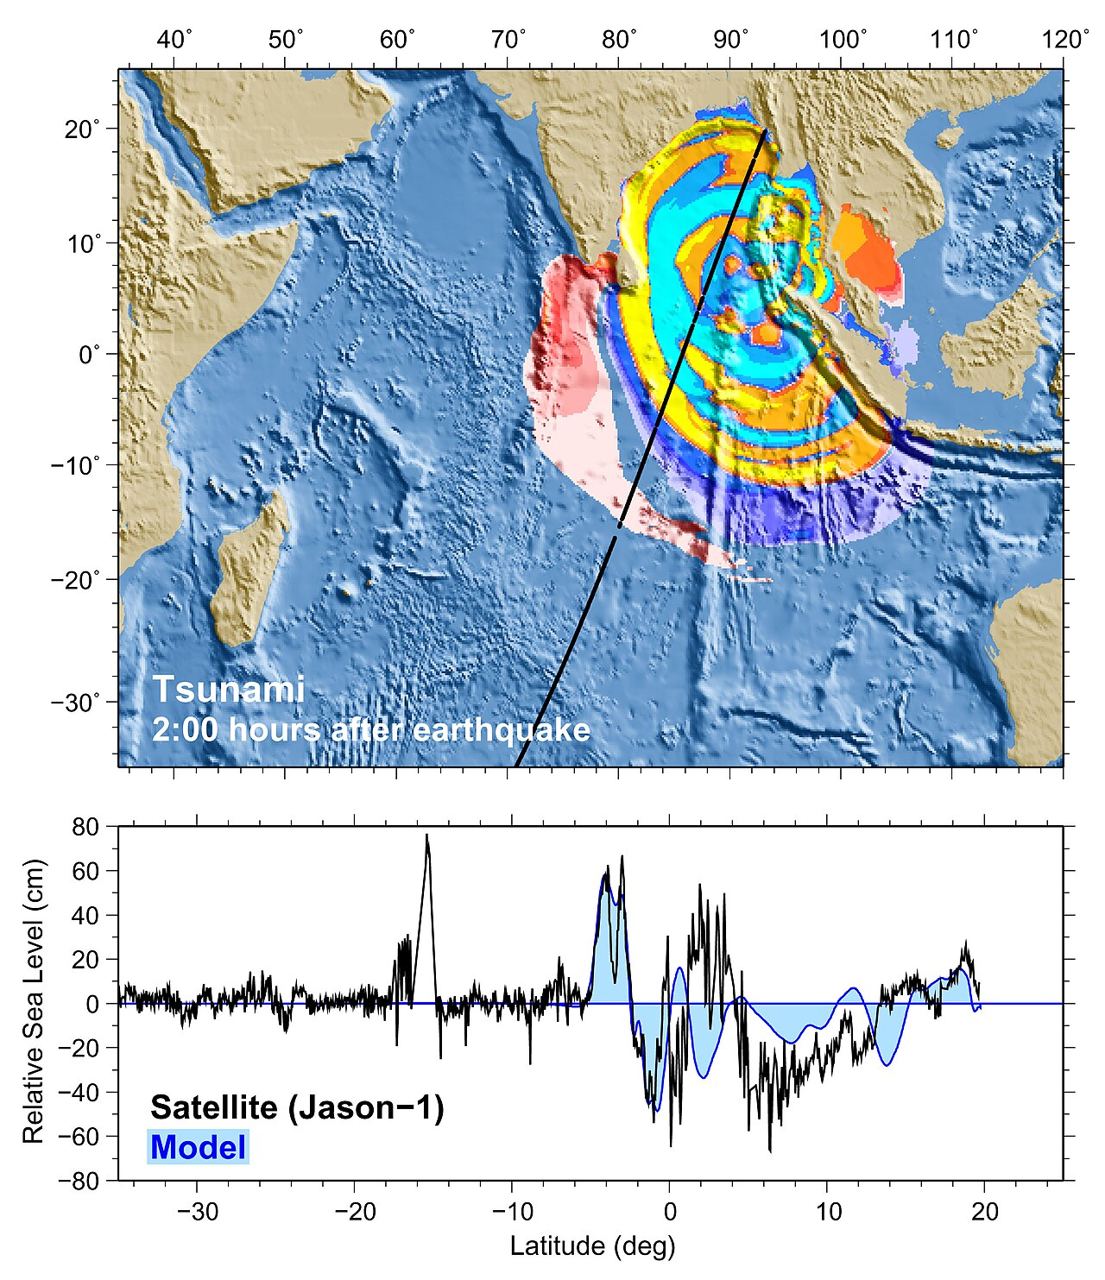 40° 50° 60° 70° 80° 90° 100° 110° 120°
20°
10°
0°
−10°
−20°
−30°
Tsunami
2:00 hours after earthquake
80
60
40
20
0
−20
−40
−60
−80
Relative Sea Level (cm)
Satellite (Jason−1)
Model
−30 −20 −10 0 10 20
Latitude (deg)